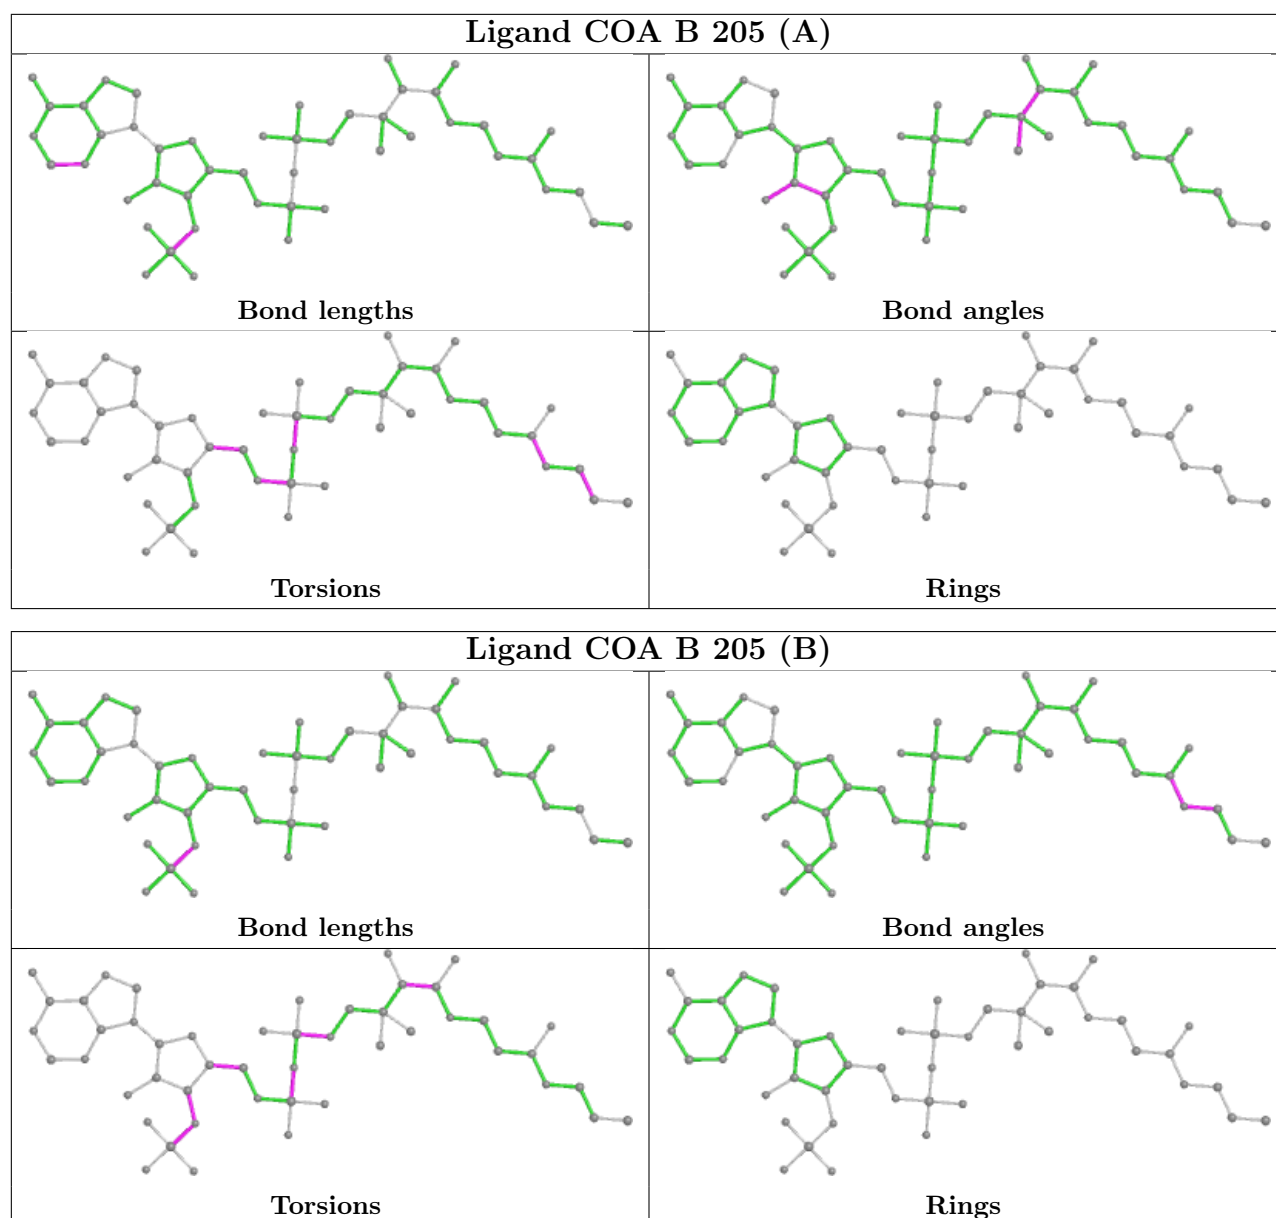 Ligand COA B 205 (A)
Bond lengths
Bond angles
Torsions
Rings
Ligand COA B 205 (B)
Bond lengths
Bond angles
Torsions
Rings